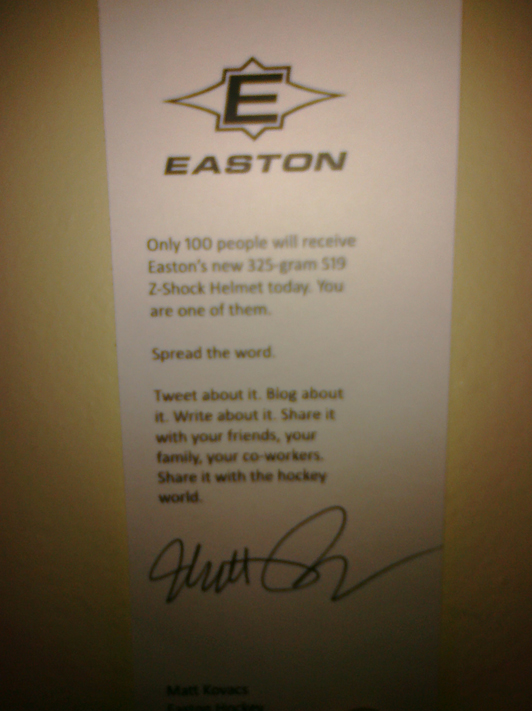 E
EASTON
Only 100 people will receive
Easton's new 325-gram S19
Z-Shock Helmet today. You
are one of them.
Spread the word.
Tweet about it. Blog about
it. Write about it. Share it
with your friends, your
family, your co-workers.
Share it with the hockey
world.
Matt Kovacs
Easton Hockey